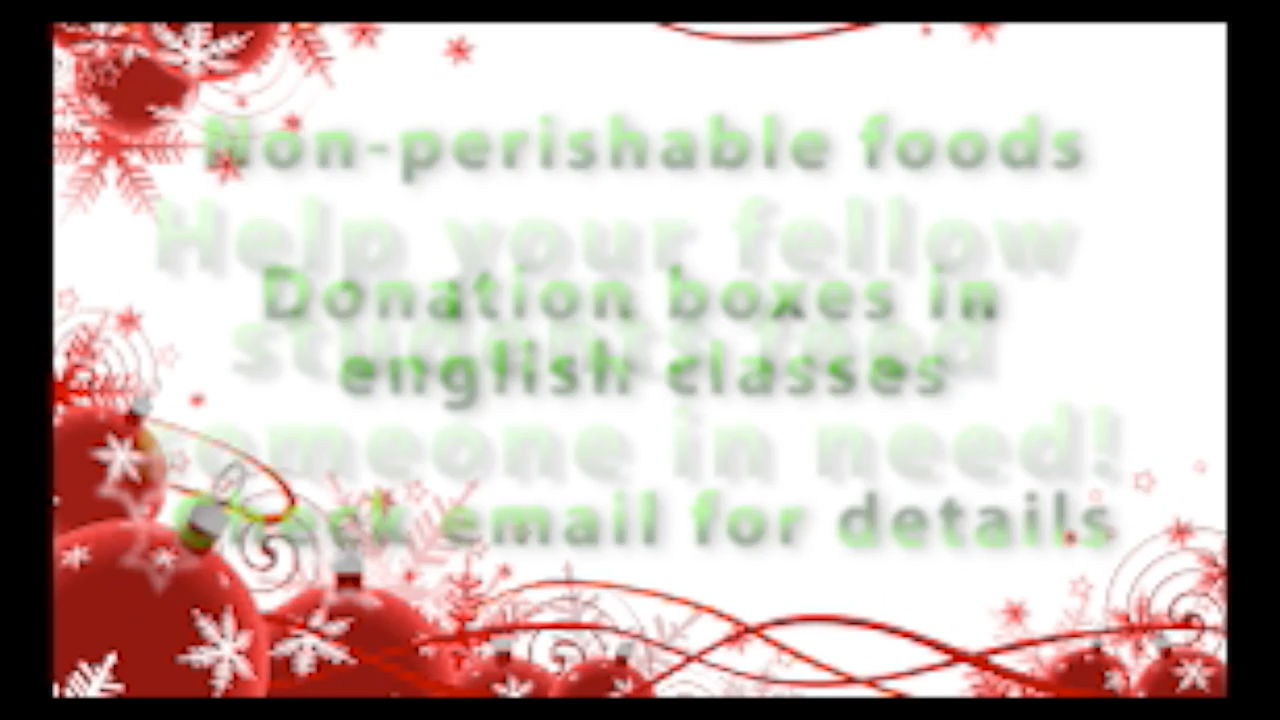 Non-perishable foods
Help your fellow
Donation boxes in
students feed
english classes
someone in need!
Check email for details